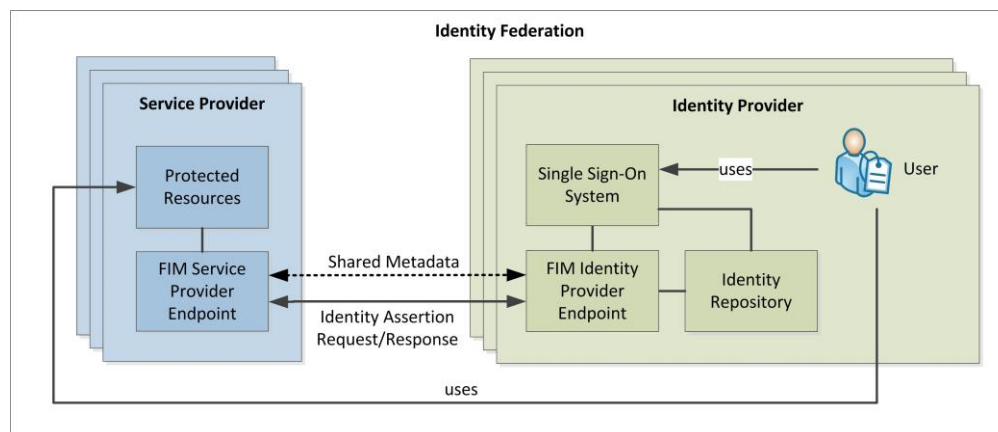 Identity Federation
Service Provider
Protected
Resources
FIM Service
Provider
Endpoint
Shared Metadata
Identity Assertion
Request/Response
Identity Provider
Single Sign-On
System
uses
User
FIM Identity
Provider
Endpoint
Identity
Repository
uses